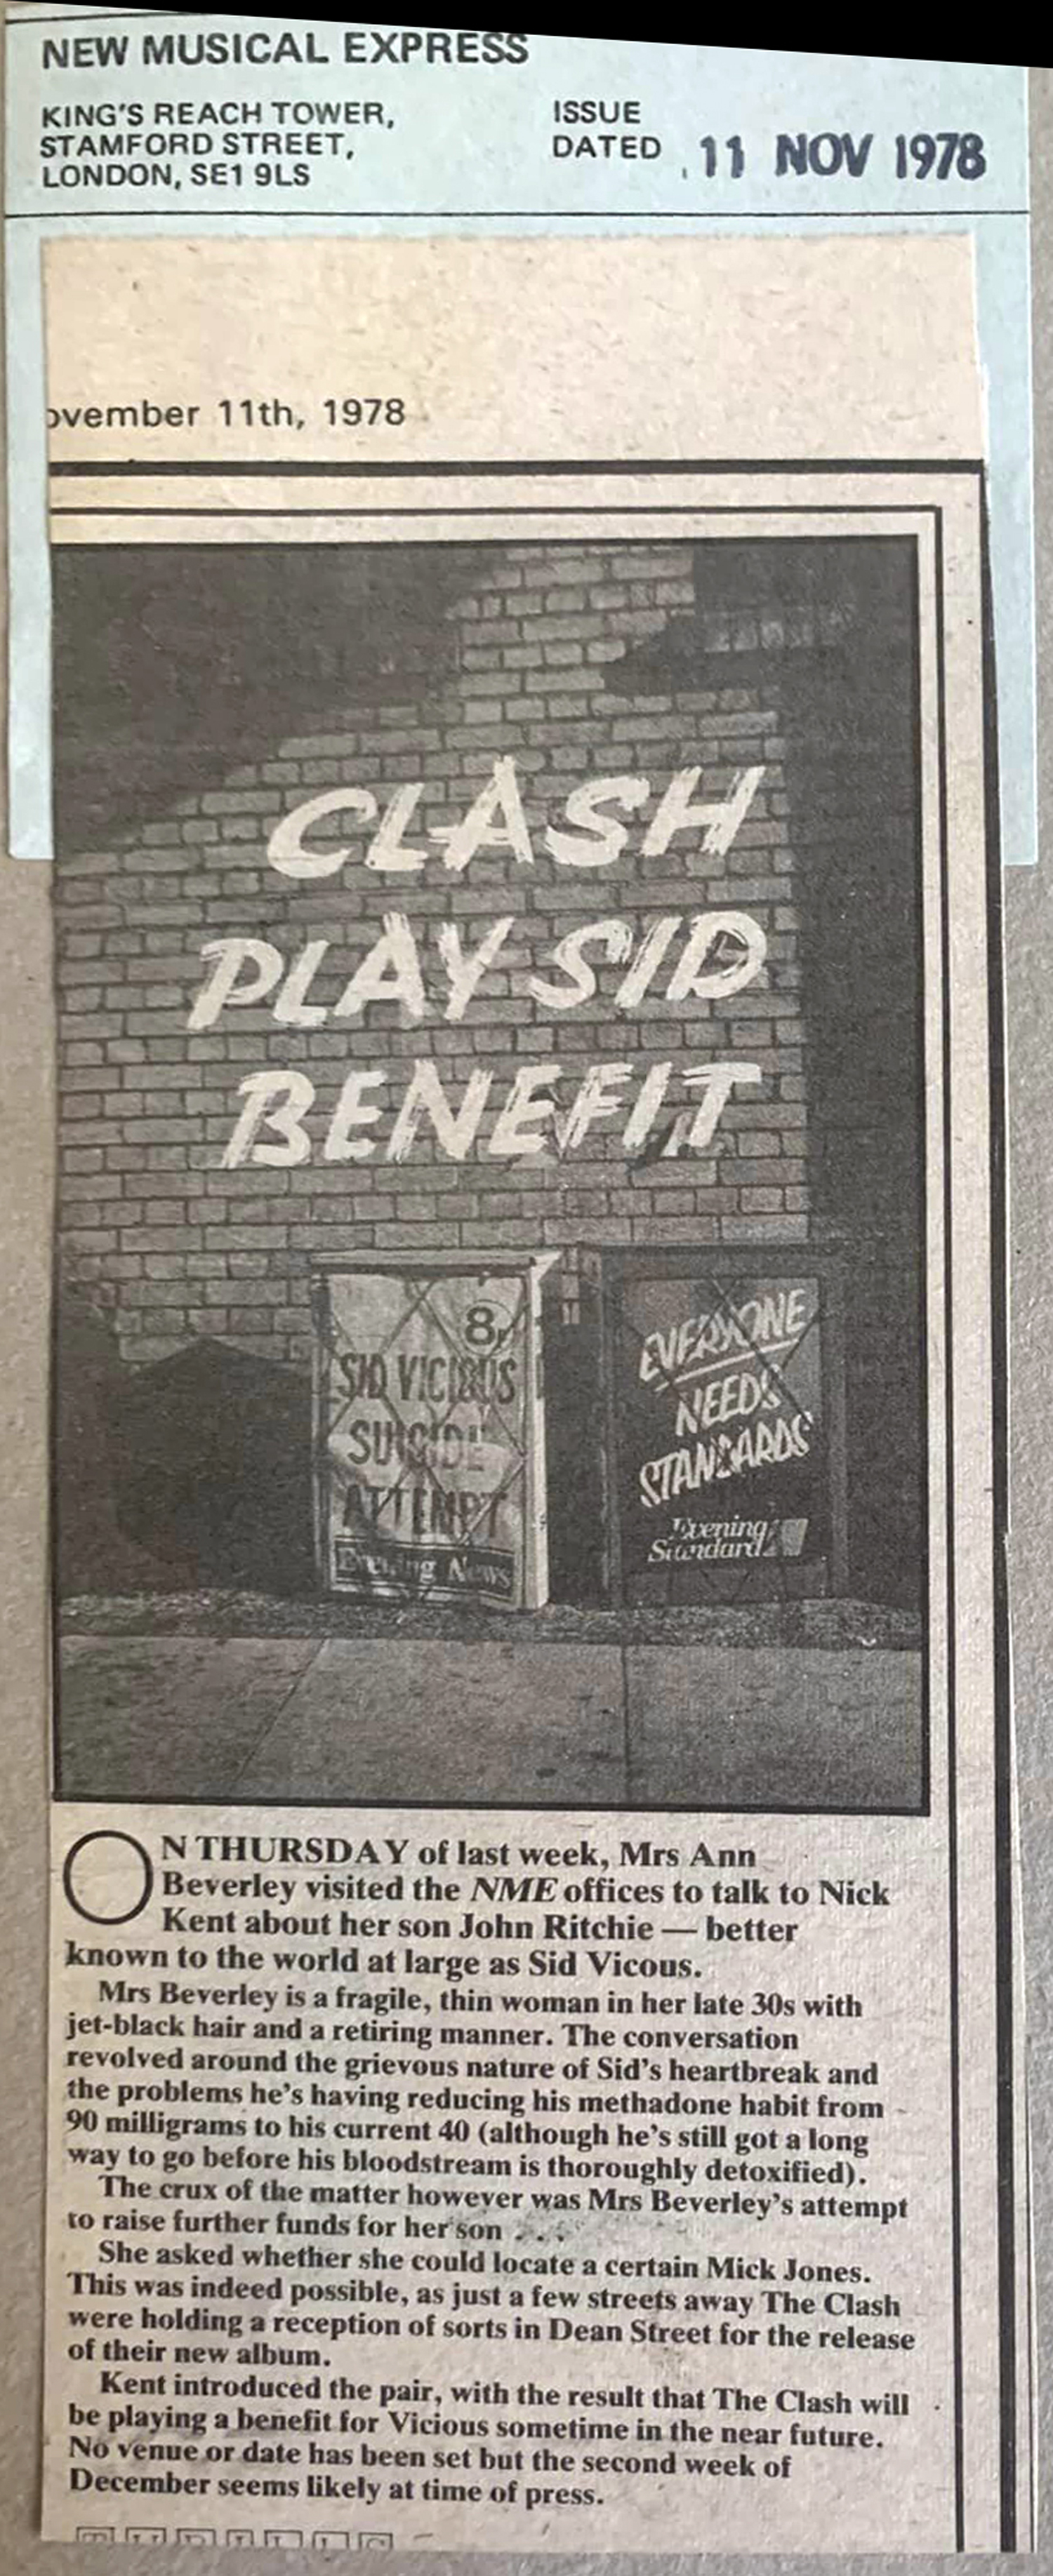 NEW MUSICAL EXPRESS
KING'S REACH TOWER,
STAMFORD STREET,
LONDON, SE1 9LS
ISSUE
DATED
11 NOV 1978
ovember 11th, 1978
CLASH
PLAY SID
BENEFIT
8p
SID VICIOUS
SUICIDE
ATTEMPT
Evening News
EVERYONE
NEEDS
STANDARDS
Evening
Standard
ON THURSDAY of last week, Mrs Ann
Beverley visited the NME offices to talk to Nick
Kent about her son John Ritchie — better
known to the world at large as Sid Vicous.
Mrs Beverley is a fragile, thin woman in her late 30s with
jet-black hair and a retiring manner. The conversation
revolved around the grievous nature of Sid's heartbreak and
the problems he's having reducing his methadone habit from
90 milligrams to his current 40 (although he's still got a long
way to go before his bloodstream is thoroughly detoxified).
The crux of the matter however was Mrs Beverley's attempt
to raise further funds for her son . . .
She asked whether she could locate a certain Mick Jones.
This was indeed possible, as just a few streets away The Clash
were holding a reception of sorts in Dean Street for the release
of their new album.
Kent introduced the pair, with the result that The Clash will
be playing a benefit for Vicious sometime in the near future.
No venue or date has been set but the second week of
December seems likely at time of press.